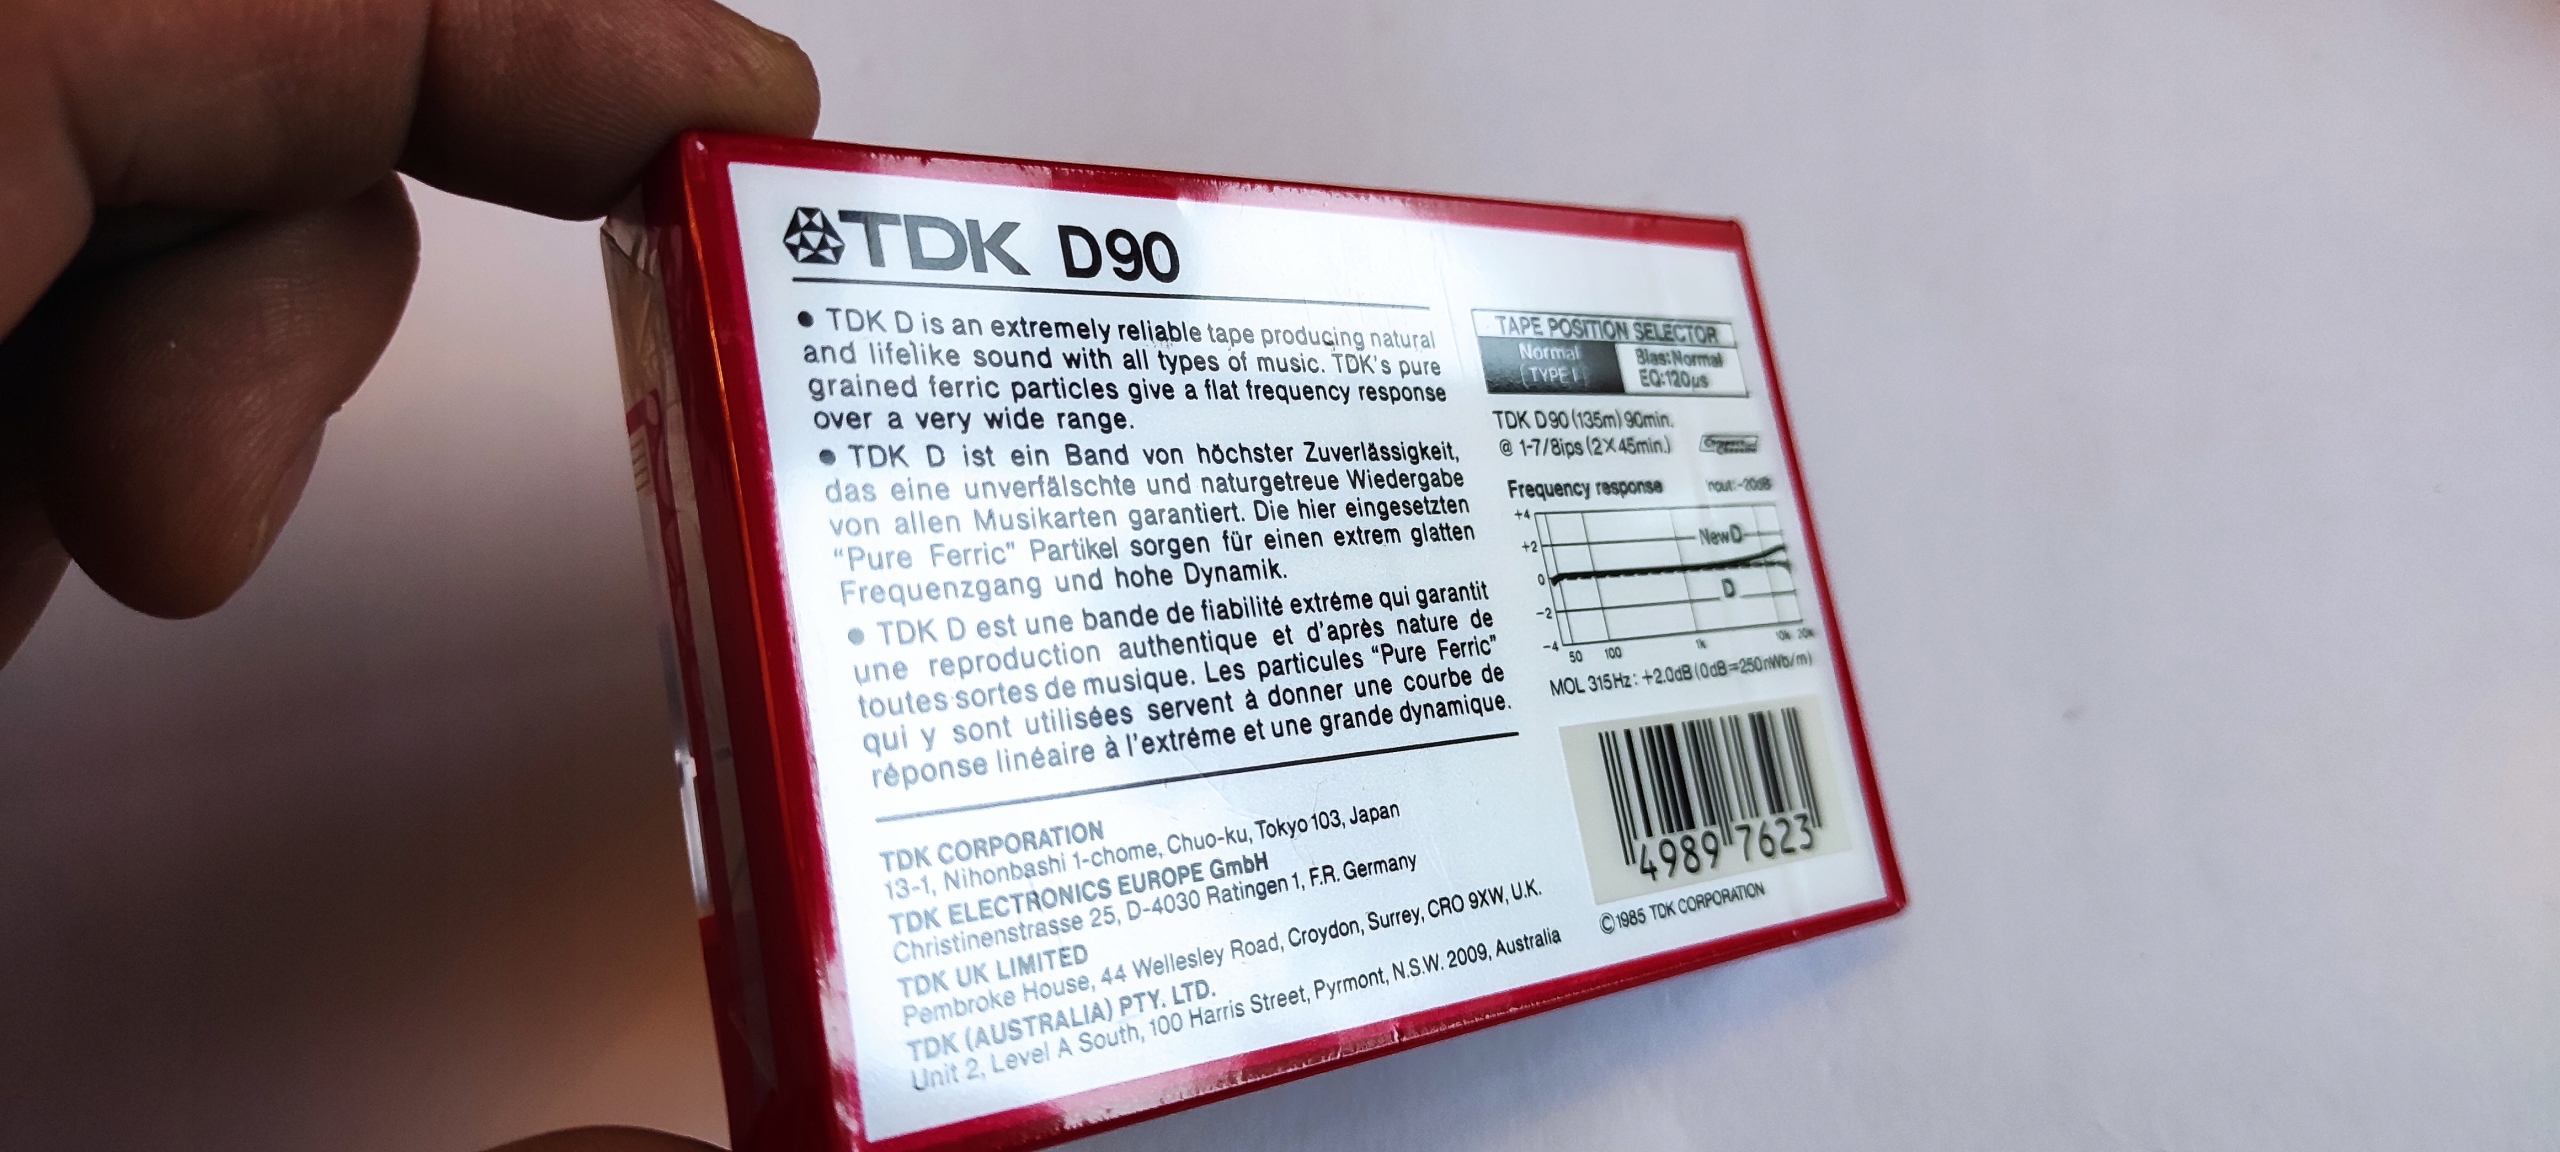 TDK D90
● TDK D is an extremely reliable tape producing natural
and lifelike sound with all types of music. TDK's pure
grained ferric particles give a flat frequency response
over a very wide range.
● TDK D ist ein Band von höchster Zuverlässigkeit,
das eine unverfälschte und naturgetreue Wiedergabe
von allen Musikarten garantiert. Die hier eingesetzten
"Pure Ferric" Partikel sorgen für einen extrem glatten
Frequenzgang und hohe Dynamik.
● TDK D est une bande de fiabilité extréme qui garantit
une reproduction authentique et d'après nature de
toutes sortes de musique. Les particules "Pure Ferric"
qui y sont utilisées servent à donner une courbe de
réponse linéaire à l'extréme et une grande dynamique.
TDK CORPORATION
13-1, Nihonbashi 1-chome, Chuo-ku, Tokyo 103, Japan
TDK ELECTRONICS EUROPE GmbH
Christinenstrasse 25, D-4030 Ratingen 1, F.R. Germany
TDK UK LIMITED
Pembroke House, 44 Wellesley Road, Croydon, Surrey, CRO 9XW, U.K.
TDK (AUSTRALIA) PTY. LTD.
Unit 2, Level A South, 100 Harris Street, Pyrmont, N.S.W. 2009, Australia
TAPE POSITION SELECTOR
Normal
(TYPE I)
Bias:Normal
EQ:120µs
TDK D90 (135m) 90min.
@ 1-7/8ips (2×45min.)
Frequency response
-20dB
+4
+2
0
-2
-4
New D
D
50 100 1k 10k 20k
MOL 315Hz: +2.0dB (0dB=250nWb/m)
4989 7623
©1985 TDK CORPORATION